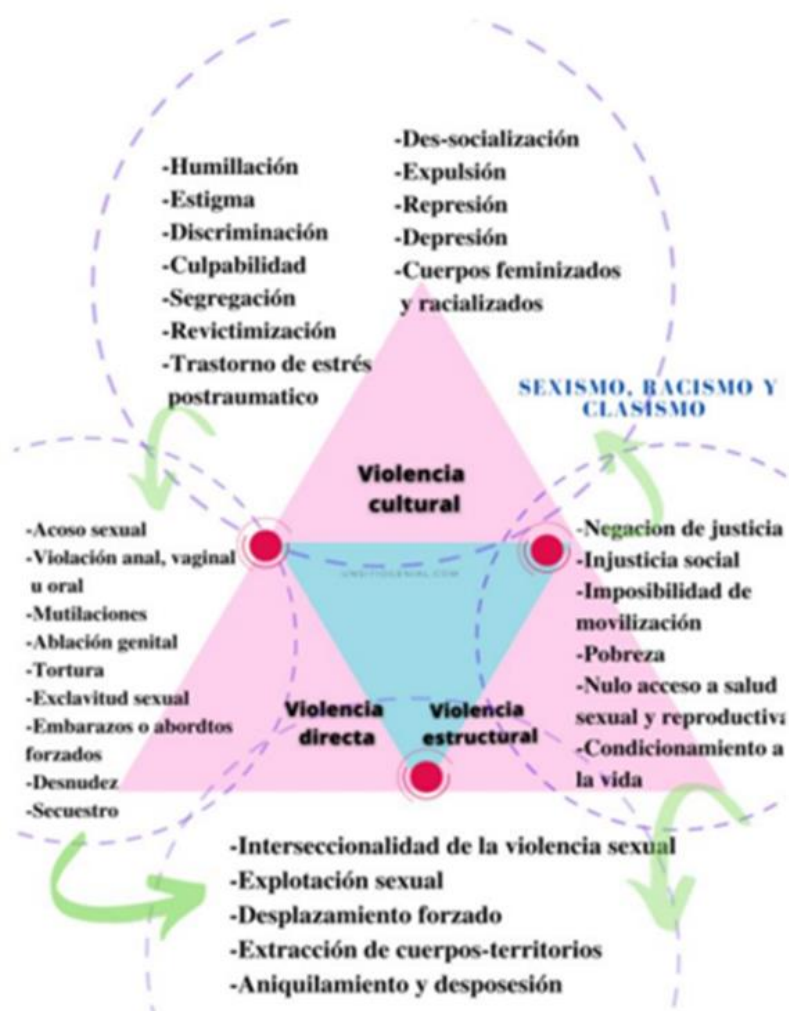 -Humillación
-Estigma
-Discriminación
-Culpabilidad
-Segregación
-Revictimización
-Trastorno de estrés
postraumatico
-Des-socialización
-Expulsión
-Represión
-Depresión
-Cuerpos feminizados
y racializados
SEXISMO, RACISMO Y
CLASISMO
Violencia
cultural
-Acoso sexual
-Violación anal, vaginal
u oral
-Mutilaciones
-Ablación genital
-Tortura
-Exclavitud sexual
-Embarazos o abordtos
forzados
-Desnudez
-Secuestro
Violencia
directa
Violencia
estructural
-Negacion de justicia
-Injusticia social
-Imposibilidad de
movilización
-Pobreza
-Nulo acceso a salud
sexual y reproductiva
-Condicionamiento a
la vida
-Interseccionalidad de la violencia sexual
-Explotación sexual
-Desplazamiento forzado
-Extracción de cuerpos-territorios
-Aniquilamiento y desposesión